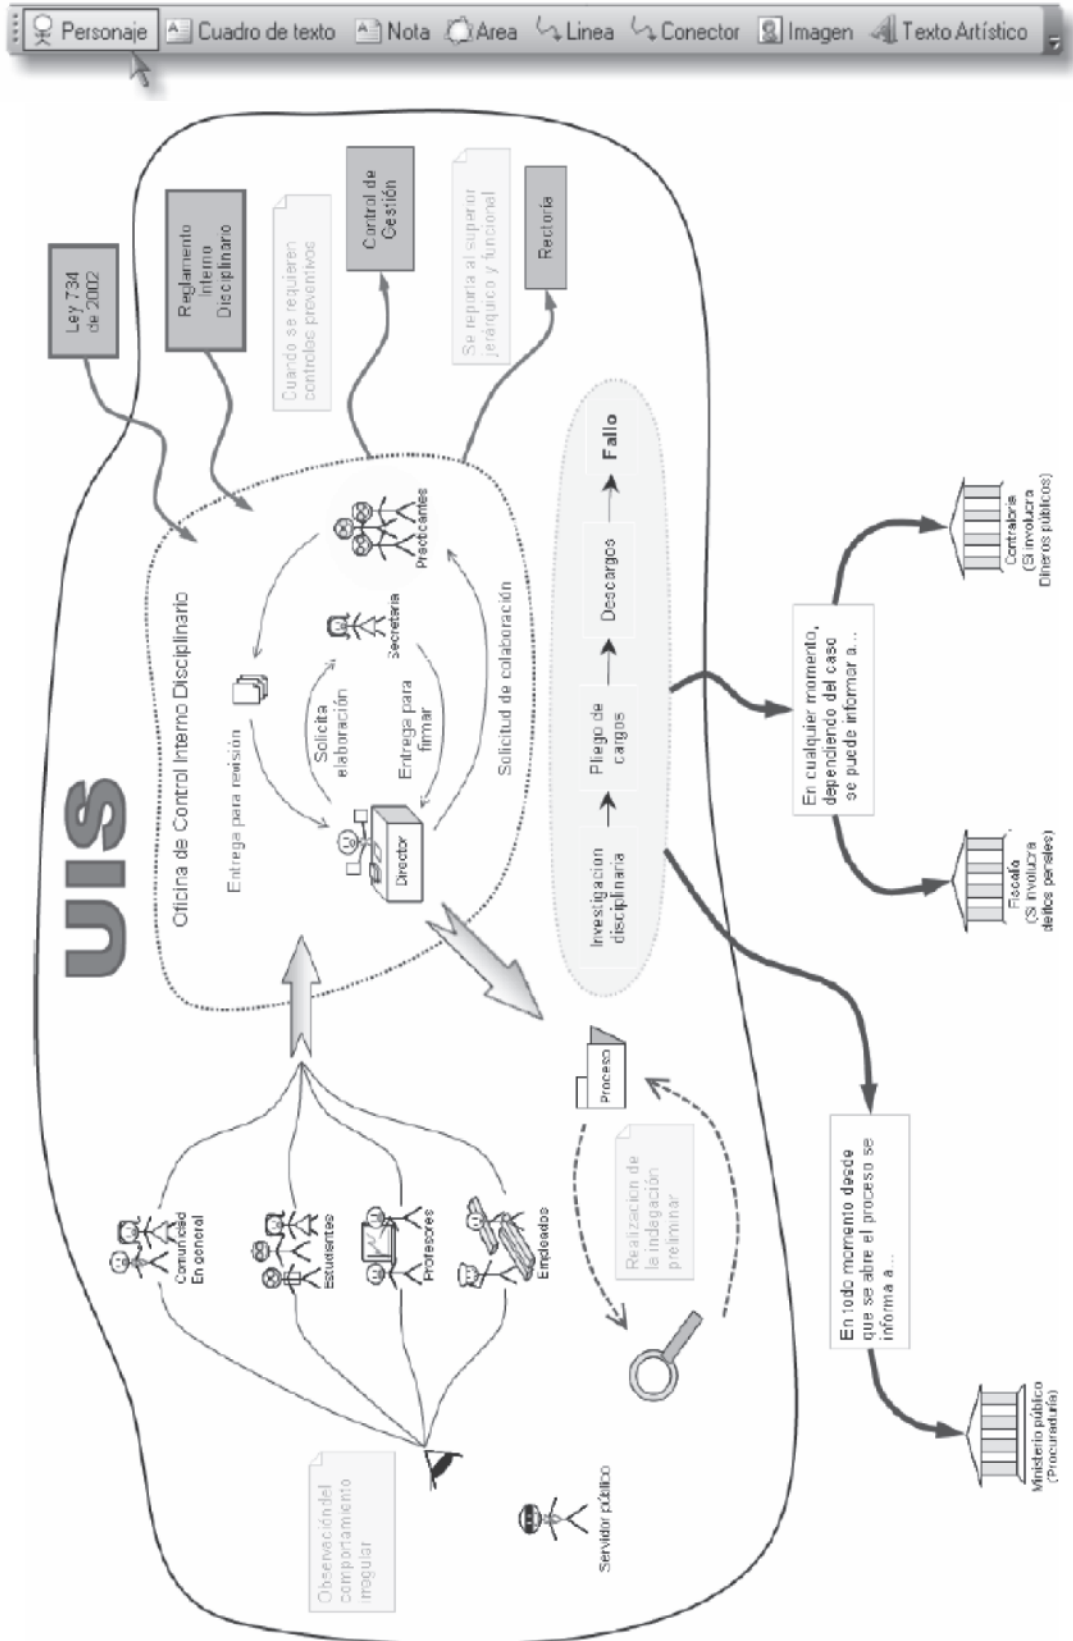 Personaje
Cuadro de texto
Nota
Area
Linea
Conector
Imagen
Texto Artístico
UIS
Ley 734
de 2002
Reglamento
Interno
Disciplinario
Cuando se requieren
controles preventivos
Control de
Gestión
Se reporta al superior
jerárquico y funcional
Rectoría
Oficina de Control Interno Disciplinario
Entrega para revisión
Solicita
elaboración
Entrega para
firmar
Solicitud de colaboración
Director
Secretaria
Practicantes
Observación del
comportamiento
irregular
Servidor público
Comunidad
En general
Estudiantes
Profesores
Empleados
Proceso
Realizacion de
la indagación
preliminar
Investigacion
disciplinaria
Pliego de
cargos
Descargos
Fallo
En todo momento desde
que se abre el proceso se
informa a...
En cualquier momento,
dependiendo del caso
se puede informar a...
Ministerio público
(Procuraduría)
Fiscalía
(Si involucra
delitos penales)
Contraloria
(Si involucra
Dineros públicos)